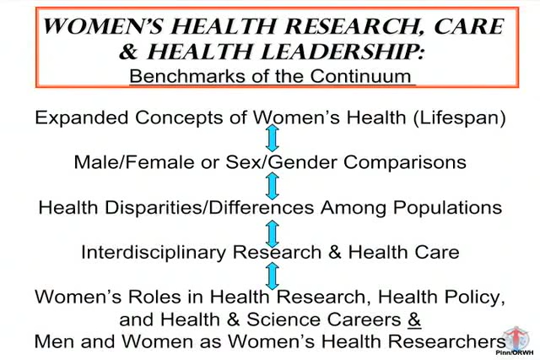 WOMEN'S HEALTH RESEARCH, CARE
& HEALTH LEADERSHIP:
Benchmarks of the Continuum
Expanded Concepts of Women's Health (Lifespan)
Male/Female or Sex/Gender Comparisons
Health Disparities/Differences Among Populations
Interdisciplinary Research & Health Care
Women's Roles in Health Research, Health Policy,
and Health & Science Careers &
Men and Women as Women's Health Researchers
Pinn/ORWH